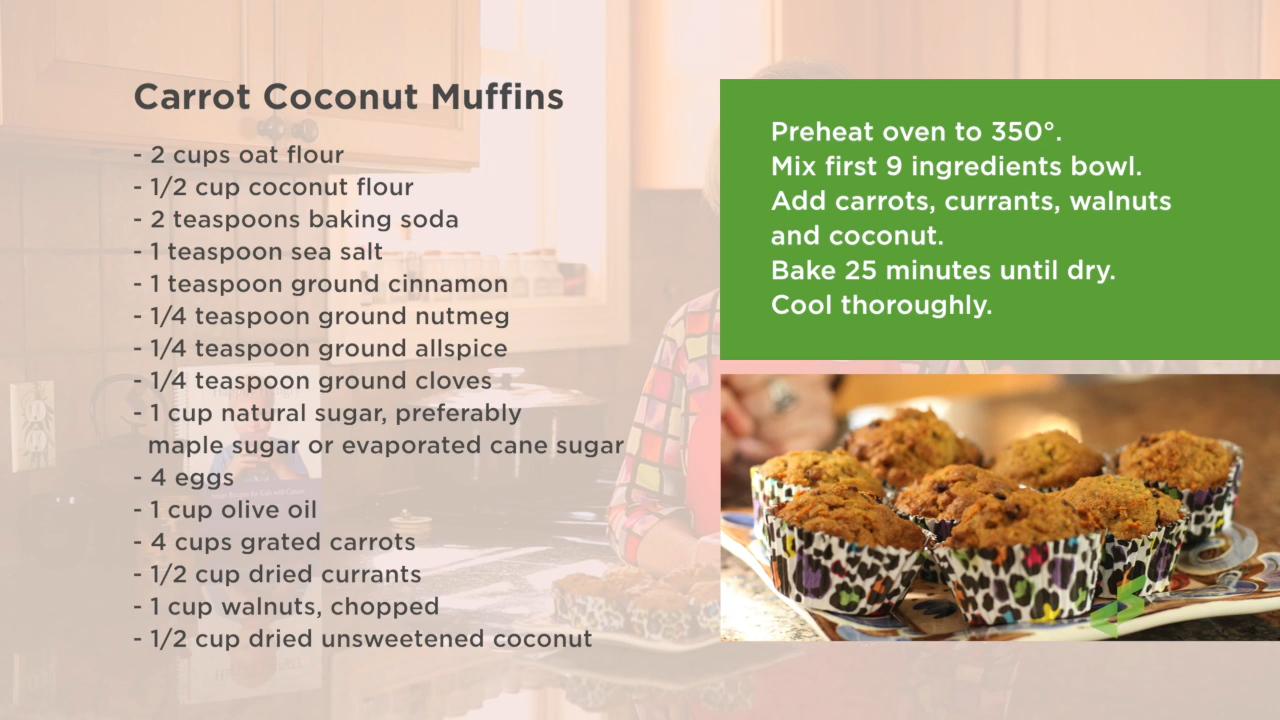 Carrot Coconut Muffins
- 2 cups oat flour
- 1/2 cup coconut flour
- 2 teaspoons baking soda
- 1 teaspoon sea salt
- 1 teaspoon ground cinnamon
- 1/4 teaspoon ground nutmeg
- 1/4 teaspoon ground allspice
- 1/4 teaspoon ground cloves
- 1 cup natural sugar, preferably
maple sugar or evaporated cane sugar
- 4 eggs
- 1 cup olive oil
- 4 cups grated carrots
- 1/2 cup dried currants
- 1 cup walnuts, chopped
- 1/2 cup dried unsweetened coconut
Preheat oven to 350°.
Mix first 9 ingredients bowl.
Add carrots, currants, walnuts
and coconut.
Bake 25 minutes until dry.
Cool thoroughly.